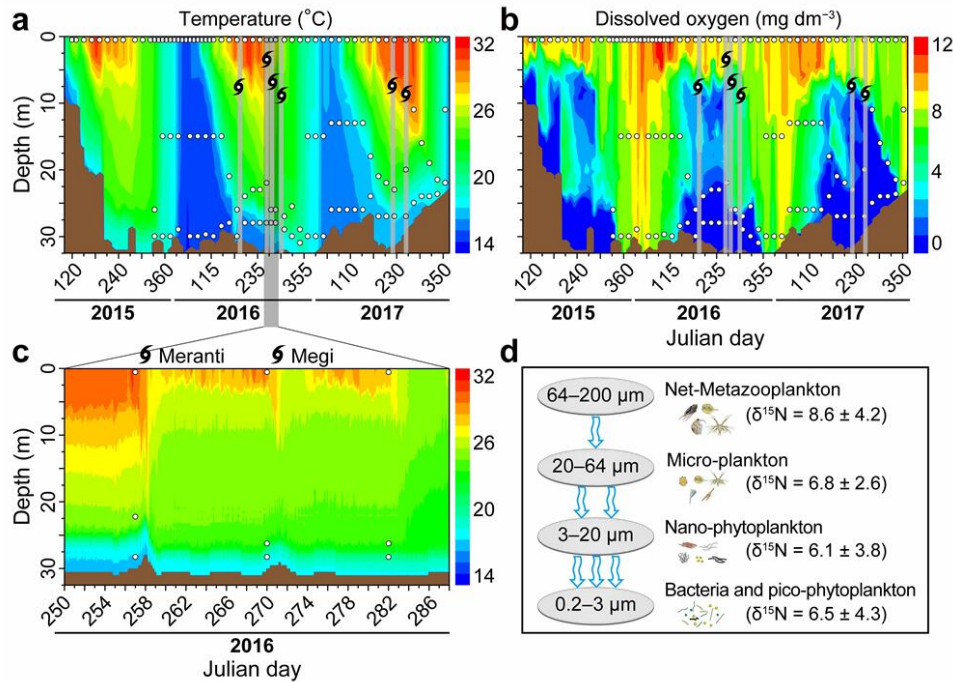 a Temperature (°C)
0
10
20
30
Depth (m)
32
26
20
14
120 240 360 115 235 355 110 230 350
2015 2016 2017
b Dissolved oxygen (mg dm⁻³)
0
10
20
30
Depth (m)
12
8
4
0
120 240 360 115 235 355 110 230 350
2015 2016 2017
Julian day
c Meranti Megi
0
10
20
30
Depth (m)
32
26
20
14
250 254 258 262 266 270 274 278 282 286
2016
Julian day
d
64–200 µm Net-Metazooplankton
(δ¹⁵N = 8.6 ± 4.2)
20–64 µm Micro-plankton
(δ¹⁵N = 6.8 ± 2.6)
3–20 µm Nano-phytoplankton
(δ¹⁵N = 6.1 ± 3.8)
0.2–3 µm Bacteria and pico-phytoplankton
(δ¹⁵N = 6.5 ± 4.3)